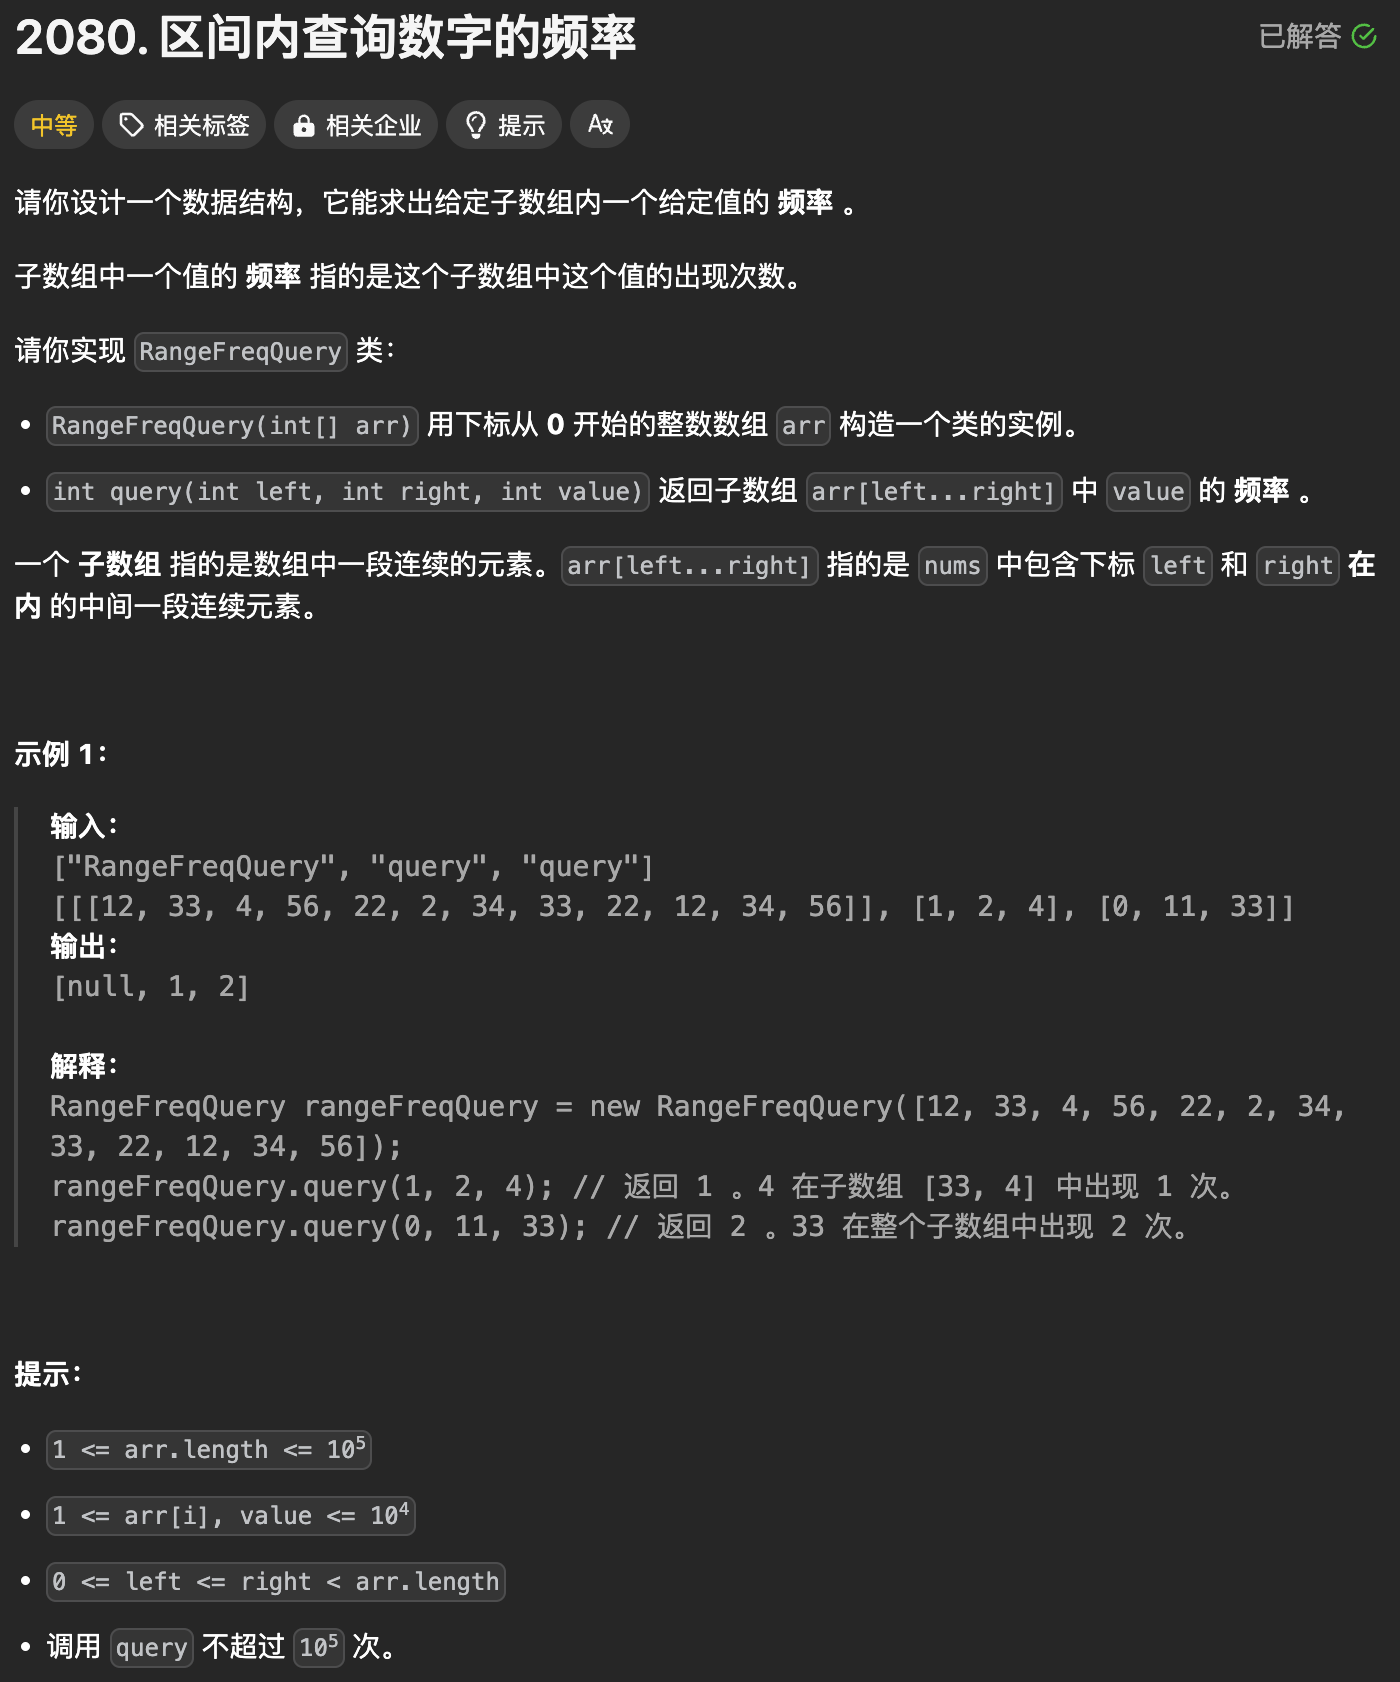 2080. 区间内查询数字的频率
已解答
中等
相关标签
相关企业
提示
请你设计一个数据结构，它能求出给定子数组内一个给定值的 频率 。
子数组中一个值的 频率 指的是这个子数组中这个值的出现次数。
请你实现 RangeFreqQuery 类：
• RangeFreqQuery(int[] arr) 用下标从 0 开始的整数数组 arr 构造一个类的实例。
• int query(int left, int right, int value) 返回子数组 arr[left...right] 中 value 的 频率 。
一个 子数组 指的是数组中一段连续的元素。arr[left...right] 指的是 nums 中包含下标 left 和 right 在
内 的中间一段连续元素。
示例 1：
输入：
["RangeFreqQuery", "query", "query"]
[[[12, 33, 4, 56, 22, 2, 34, 33, 22, 12, 34, 56]], [1, 2, 4], [0, 11, 33]]
输出：
[null, 1, 2]
解释：
RangeFreqQuery rangeFreqQuery = new RangeFreqQuery([12, 33, 4, 56, 22, 2, 34,
33, 22, 12, 34, 56]);
rangeFreqQuery.query(1, 2, 4); // 返回 1 。4 在子数组 [33, 4] 中出现 1 次。
rangeFreqQuery.query(0, 11, 33); // 返回 2 。33 在整个子数组中出现 2 次。
提示：
• 1 <= arr.length <= 10⁵
• 1 <= arr[i], value <= 10⁴
• 0 <= left <= right < arr.length
• 调用 query 不超过 10⁵ 次。